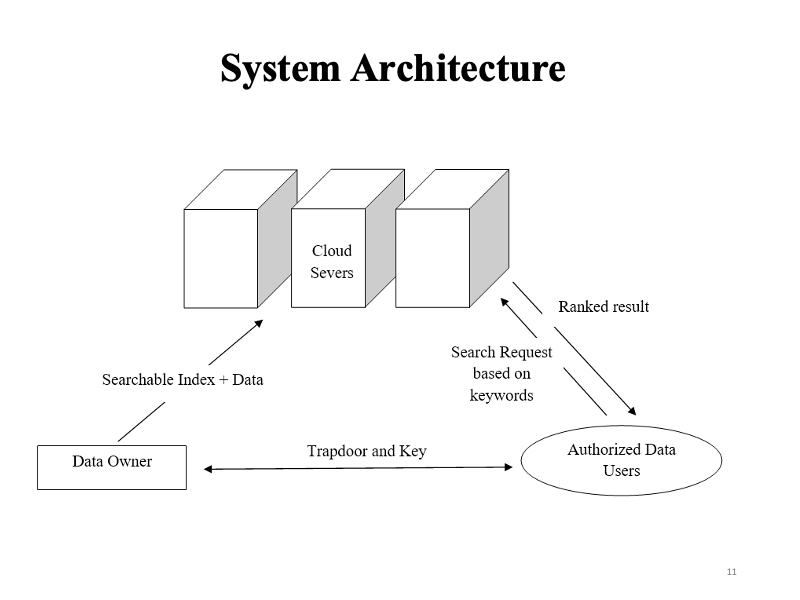 System Architecture
Cloud
Severs
Ranked result
Search Request
based on
keywords
Searchable Index + Data
Data Owner
Trapdoor and Key
Authorized Data
Users
11